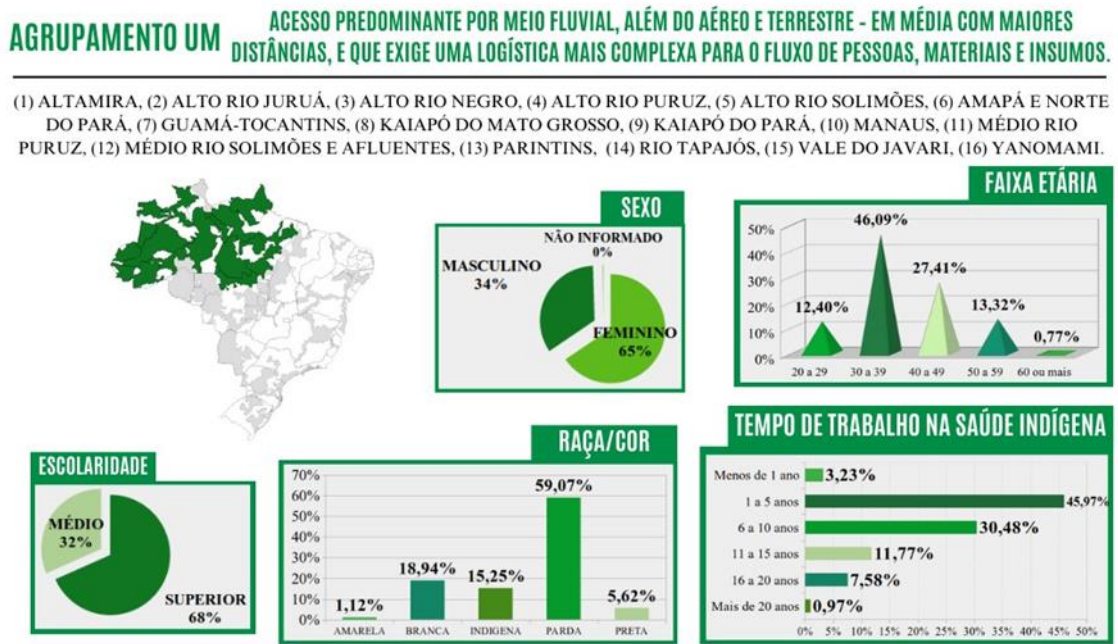 AGRUPAMENTO UM
ACESSO PREDOMINANTE POR MEIO FLUVIAL, ALÉM DO AÉREO E TERRESTRE - EM MÉDIA COM MAIORES
DISTÂNCIAS, E QUE EXIGE UMA LOGÍSTICA MAIS COMPLEXA PARA O FLUXO DE PESSOAS, MATERIAIS E INSUMOS.
(1) ALTAMIRA, (2) ALTO RIO JURUÁ, (3) ALTO RIO NEGRO, (4) ALTO RIO PURUZ, (5) ALTO RIO SOLIMÕES, (6) AMAPÁ E NORTE
DO PARÁ, (7) GUAMÁ-TOCANTINS, (8) KAIAPÓ DO MATO GROSSO, (9) KAIAPÓ DO PARÁ, (10) MANAUS, (11) MÉDIO RIO
PURUZ, (12) MÉDIO RIO SOLIMÕES E AFLUENTES, (13) PARINTINS, (14) RIO TAPAJÓS, (15) VALE DO JAVARI, (16) YANOMAMI.
SEXO
NÃO INFORMADO
0%
MASCULINO
34%
FEMININO
65%
FAIXA ETÁRIA
50%
40%
30%
20%
10%
0%
12,40%
46,09%
27,41%
13,32%
0,77%
20 a 29
30 a 39
40 a 49
50 a 59
60 ou mais
ESCOLARIDADE
MÉDIO
32%
SUPERIOR
68%
RAÇA/COR
70%
60%
50%
40%
30%
20%
10%
0%
1,12%
18,94%
15,25%
59,07%
5,62%
AMARELA
BRANCA
INDIGENA
PARDA
PRETA
TEMPO DE TRABALHO NA SAÚDE INDÍGENA
Menos de 1 ano 3,23%
1 a 5 anos 45,97%
6 a 10 anos 30,48%
11 a 15 anos 11,77%
16 a 20 anos 7,58%
Mais de 20 anos 0,97%
0% 5% 10% 15% 20% 25% 30% 35% 40% 45% 50%